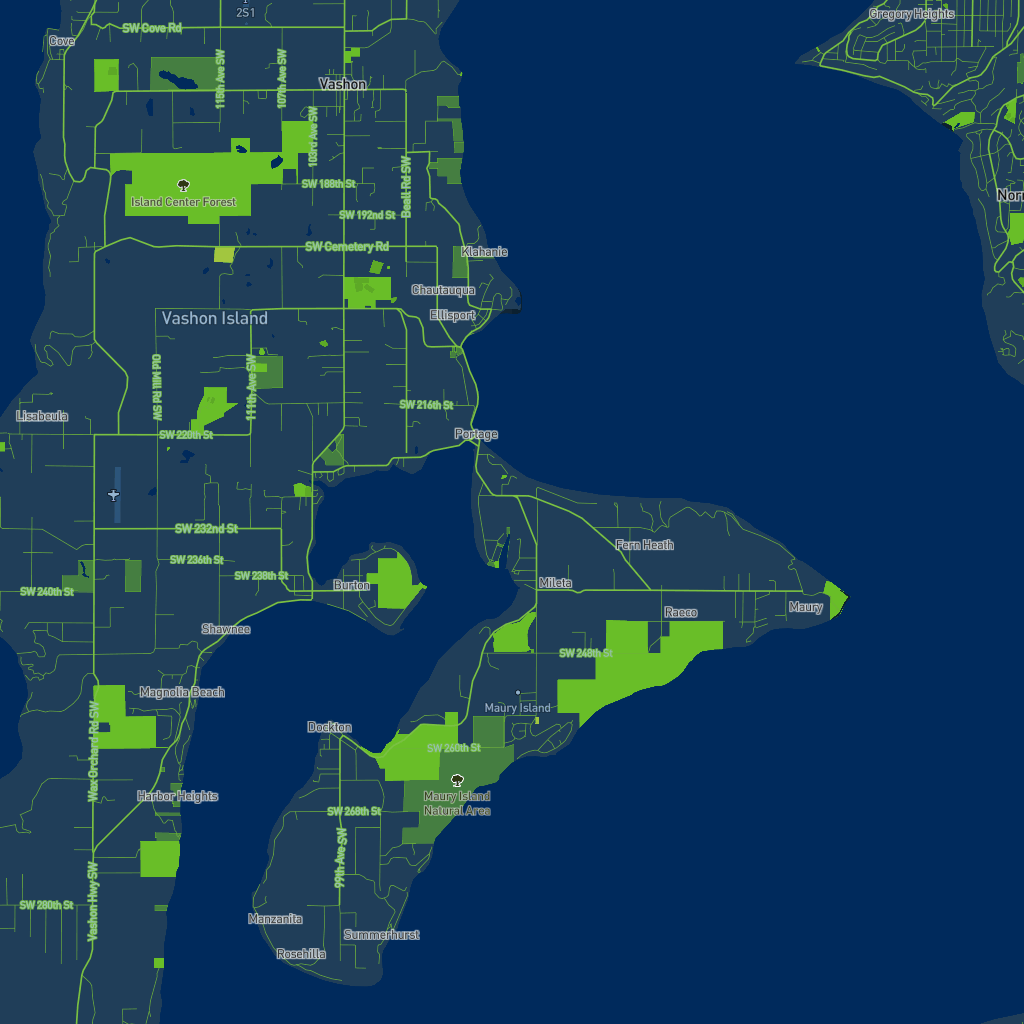 2S1
Gregory Heights
SW Cove Rd
Cove
115th Ave SW
107th Ave SW
Vashon
103rd Ave SW
Beall Rd SW
SW 188th St
Island Center Forest
SW 192nd St
SW Cemetery Rd
Klahanie
Chautauqua
Ellisport
Vashon Island
Old Mill Rd SW
111th Ave SW
Lisabeula
SW 216th St
SW 220th St
Portage
SW 232nd St
Fern Heath
SW 236th St
SW 238th St
Burton
Mileta
SW 240th St
Maury
Raeco
Shawnee
SW 248th St
Magnolia Beach
Maury Island
Dockton
Wax Orchard Rd SW
SW 260th St
Harbor Heights
Maury Island
Natural Area
SW 268th St
99th Ave SW
Vashon Hwy SW
SW 280th St
Manzanita
Summerhurst
Rosehilla